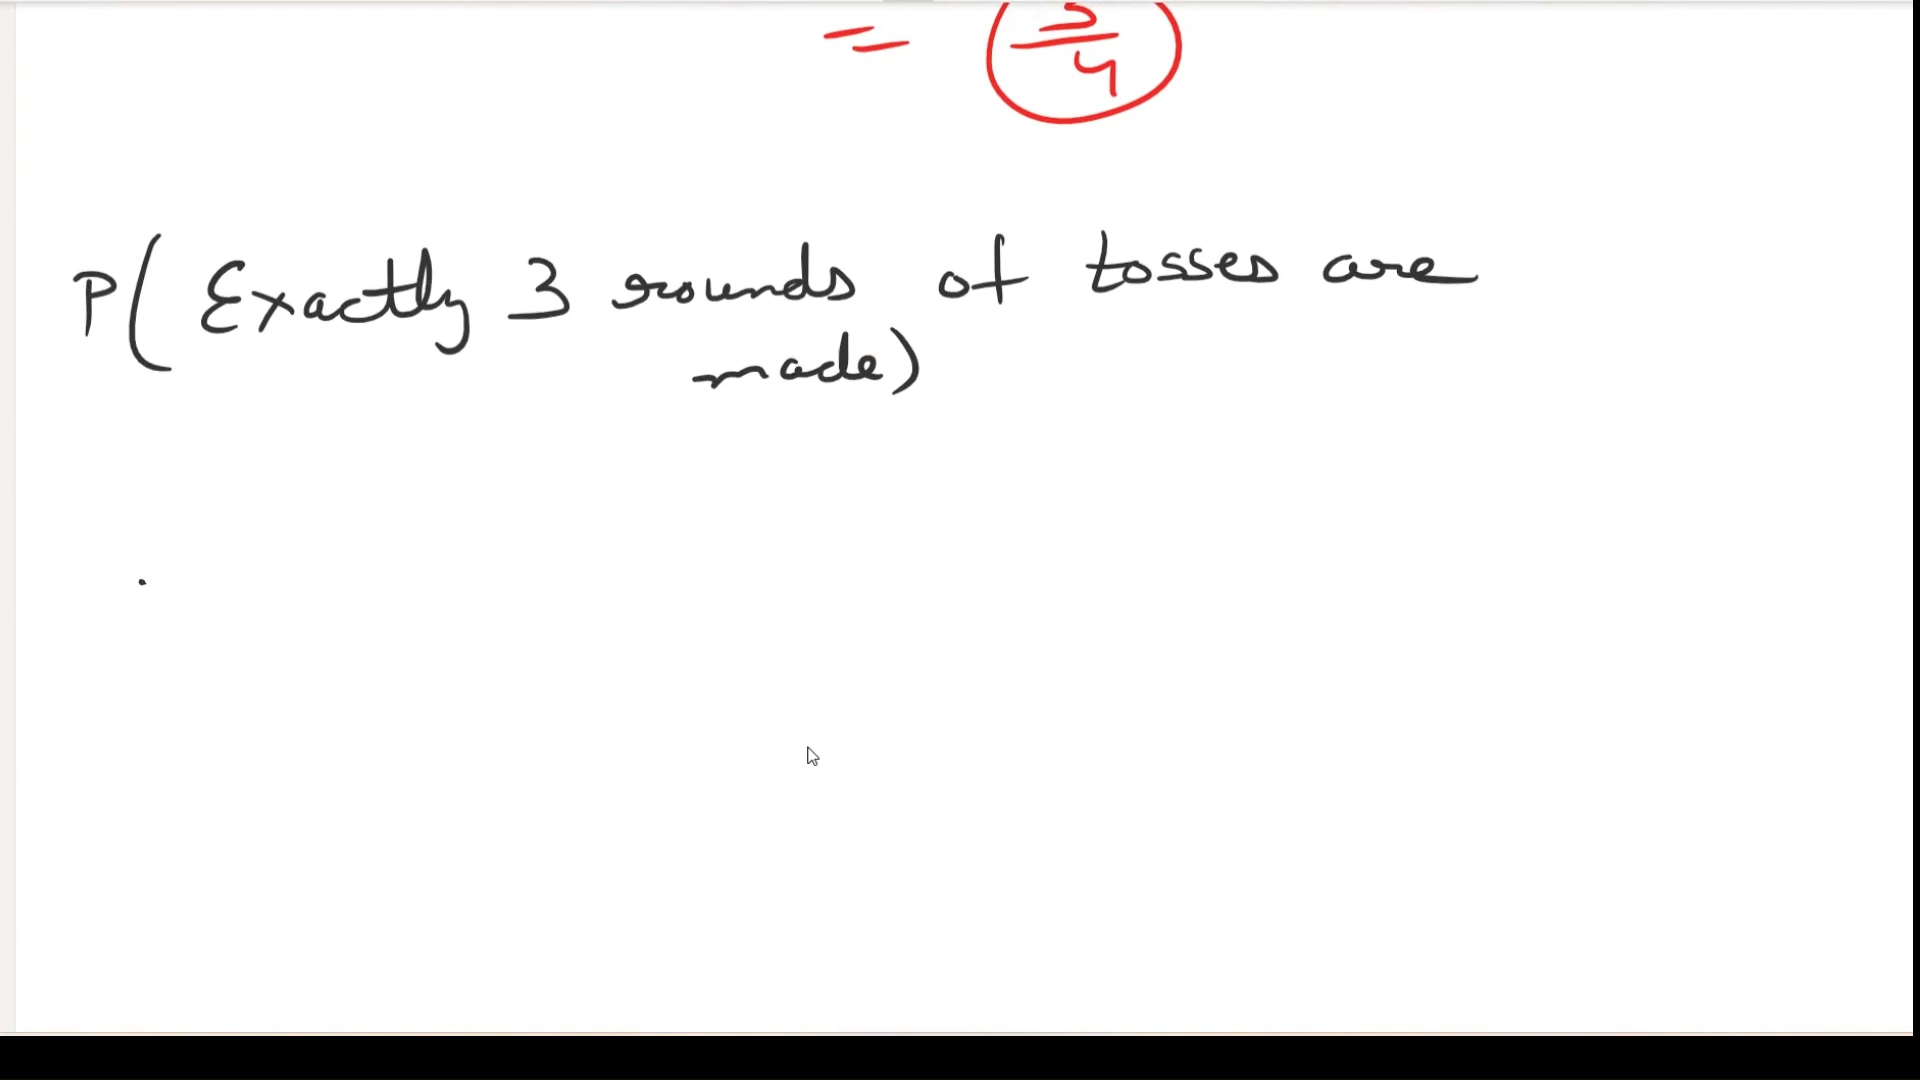 = 3/4
P( Exactly 3 rounds of tosses are
made)